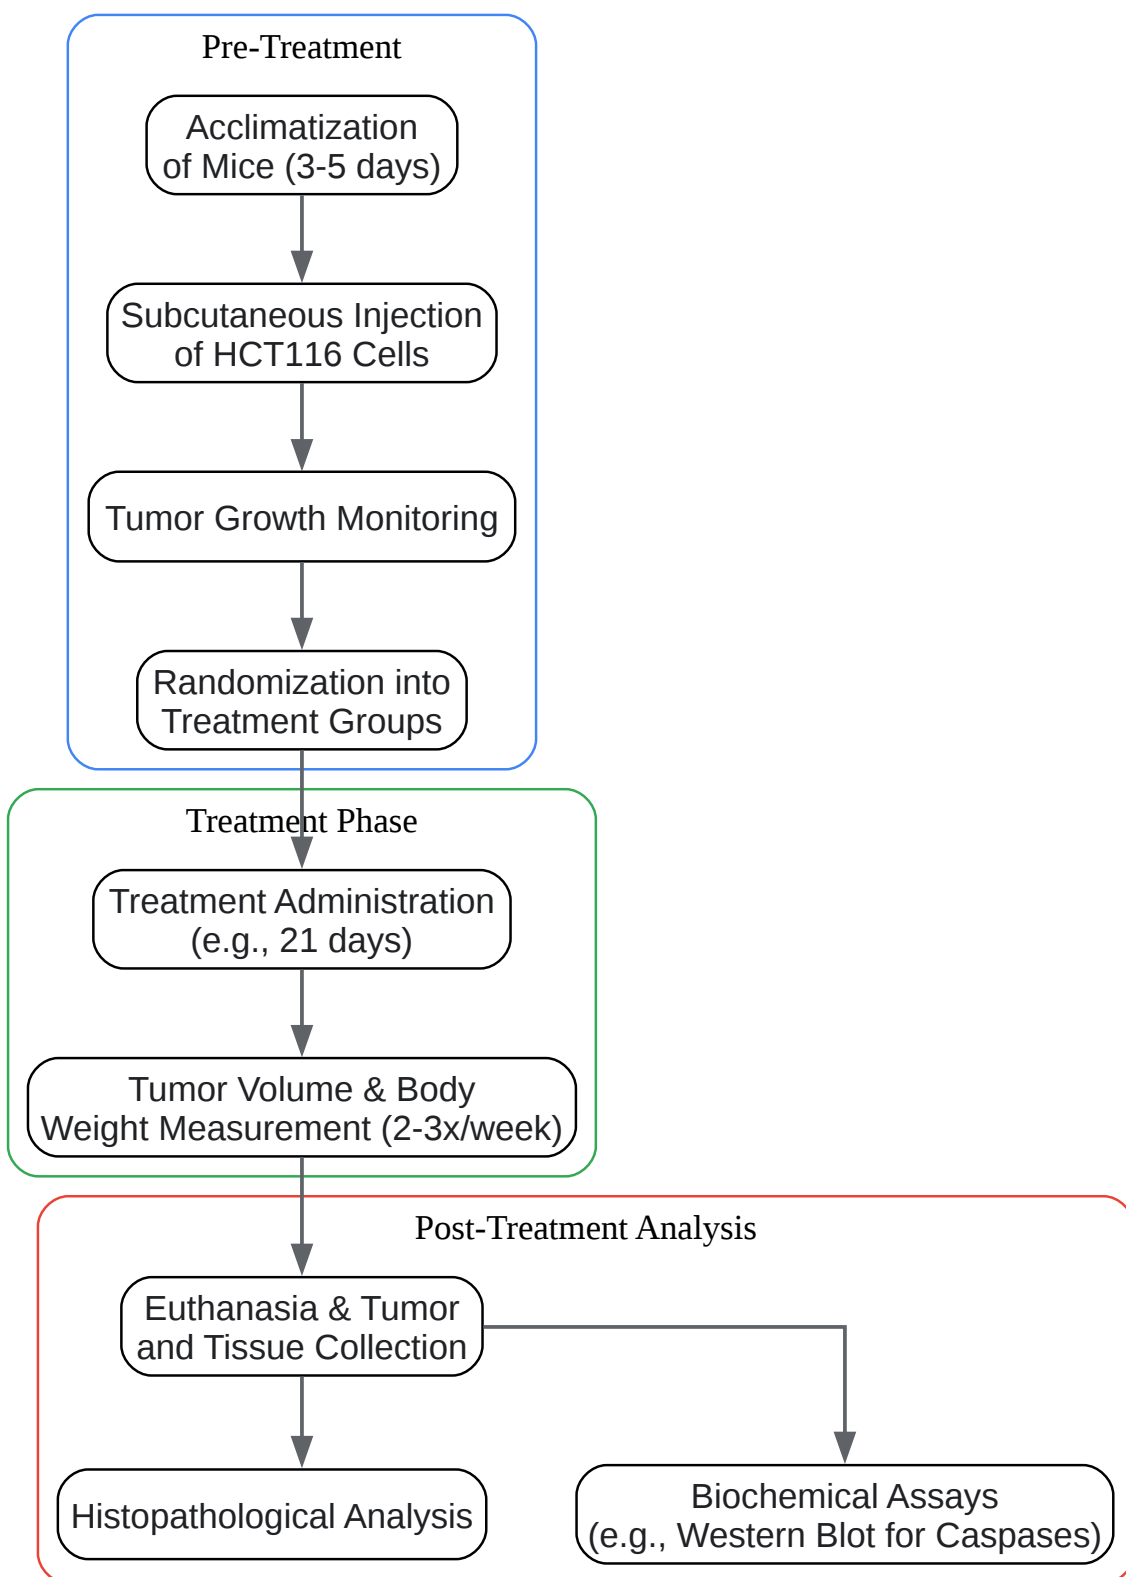 Pre-Treatment
Acclimatization
of Mice (3-5 days)
Subcutaneous Injection
of HCT116 Cells
Tumor Growth Monitoring
Randomization into
Treatment Groups
Treatment Phase
Treatment Administration
(e.g., 21 days)
Tumor Volume & Body
Weight Measurement (2-3x/week)
Post-Treatment Analysis
Euthanasia & Tumor
and Tissue Collection
Histopathological Analysis
Biochemical Assays
(e.g., Western Blot for Caspases)